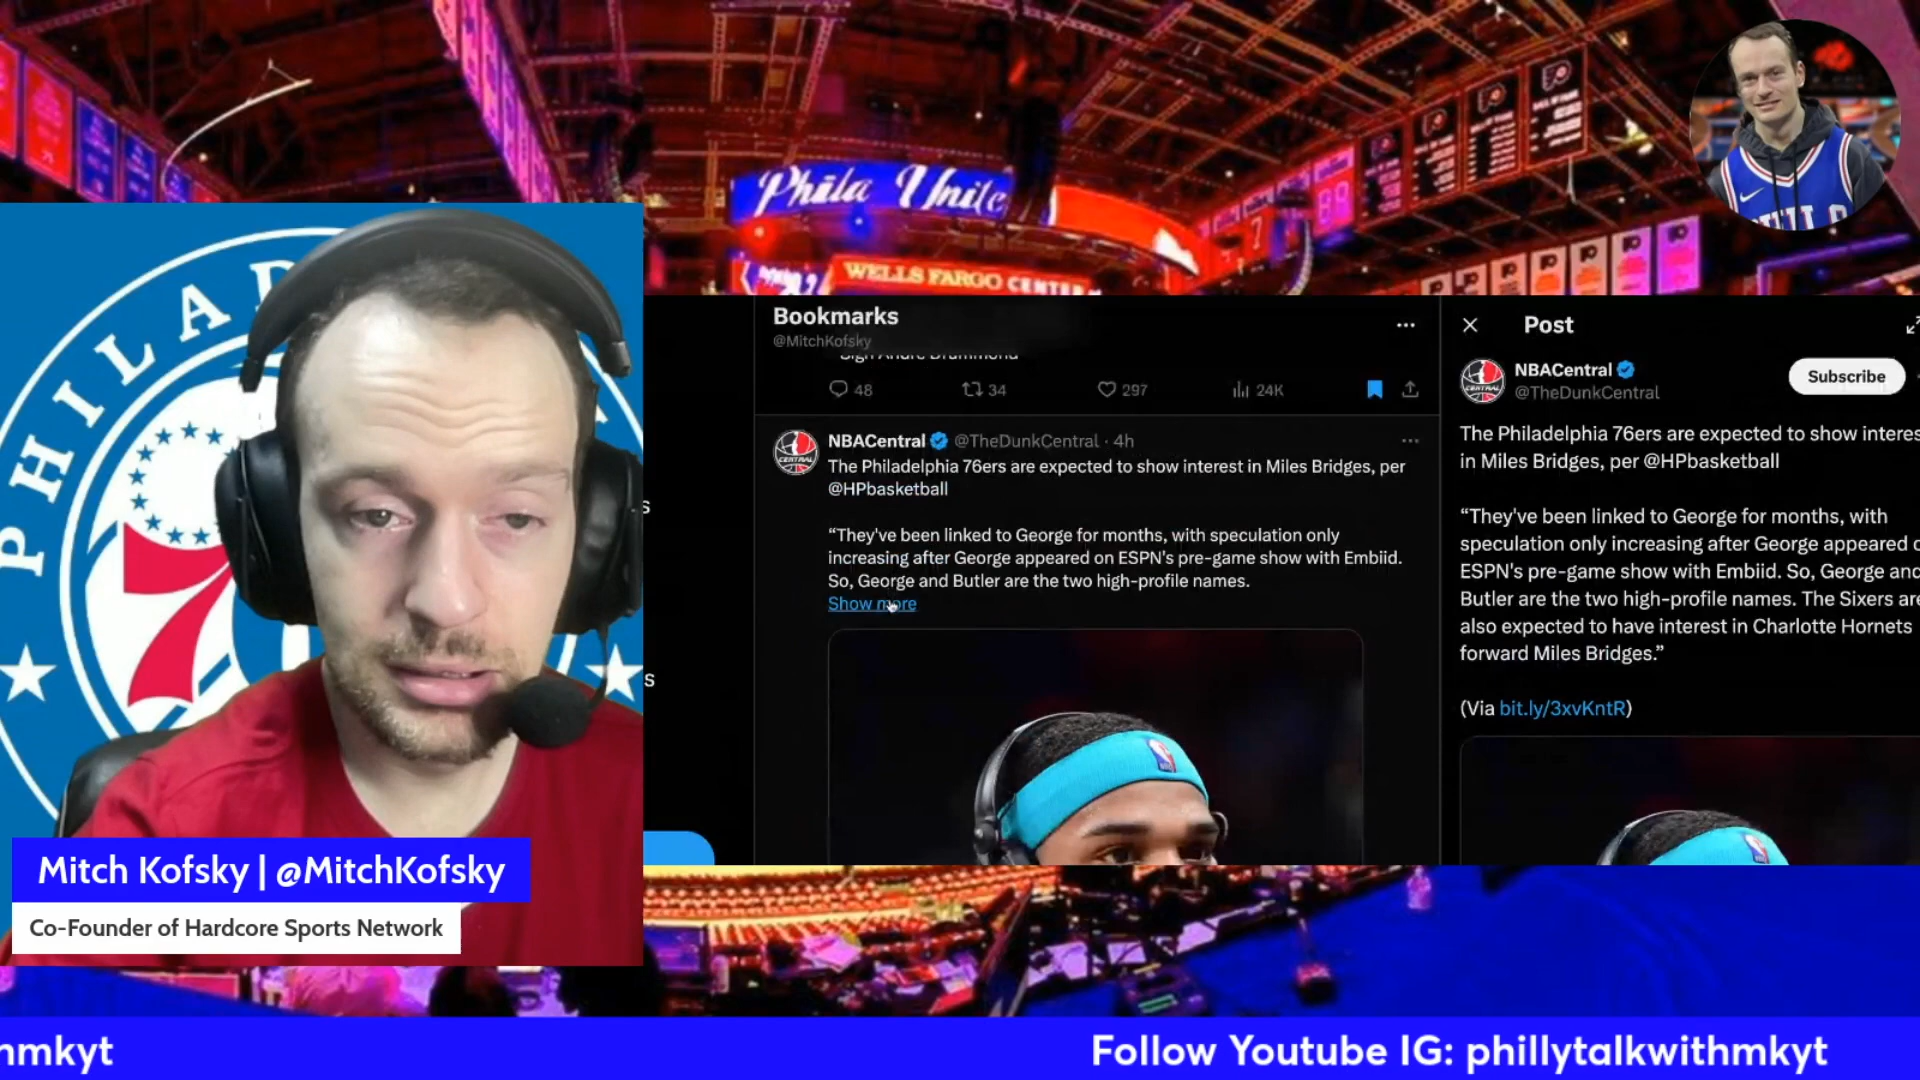 Phila Unite
WELLS FARGO CENTER
PHILAD
Bookmarks
@MitchKofsky
Sign Andre Drummond
48
34
297
24K
NBACentral @TheDunkCentral · 4h
The Philadelphia 76ers are expected to show interest in Miles Bridges, per
@HPbasketball
“They've been linked to George for months, with speculation only
increasing after George appeared on ESPN's pre-game show with Embiid.
So, George and Butler are the two high-profile names.
Show more
Post
NBACentral
@TheDunkCentral
Subscribe
The Philadelphia 76ers are expected to show interes
in Miles Bridges, per @HPbasketball
“They've been linked to George for months, with
speculation only increasing after George appeared o
ESPN's pre-game show with Embiid. So, George and
Butler are the two high-profile names. The Sixers are
also expected to have interest in Charlotte Hornets
forward Miles Bridges.”
(Via bit.ly/3xvKntR)
s
s
Mitch Kofsky | @MitchKofsky
Co-Founder of Hardcore Sports Network
hmkyt
Follow Youtube IG: phillytalkwithmkyt